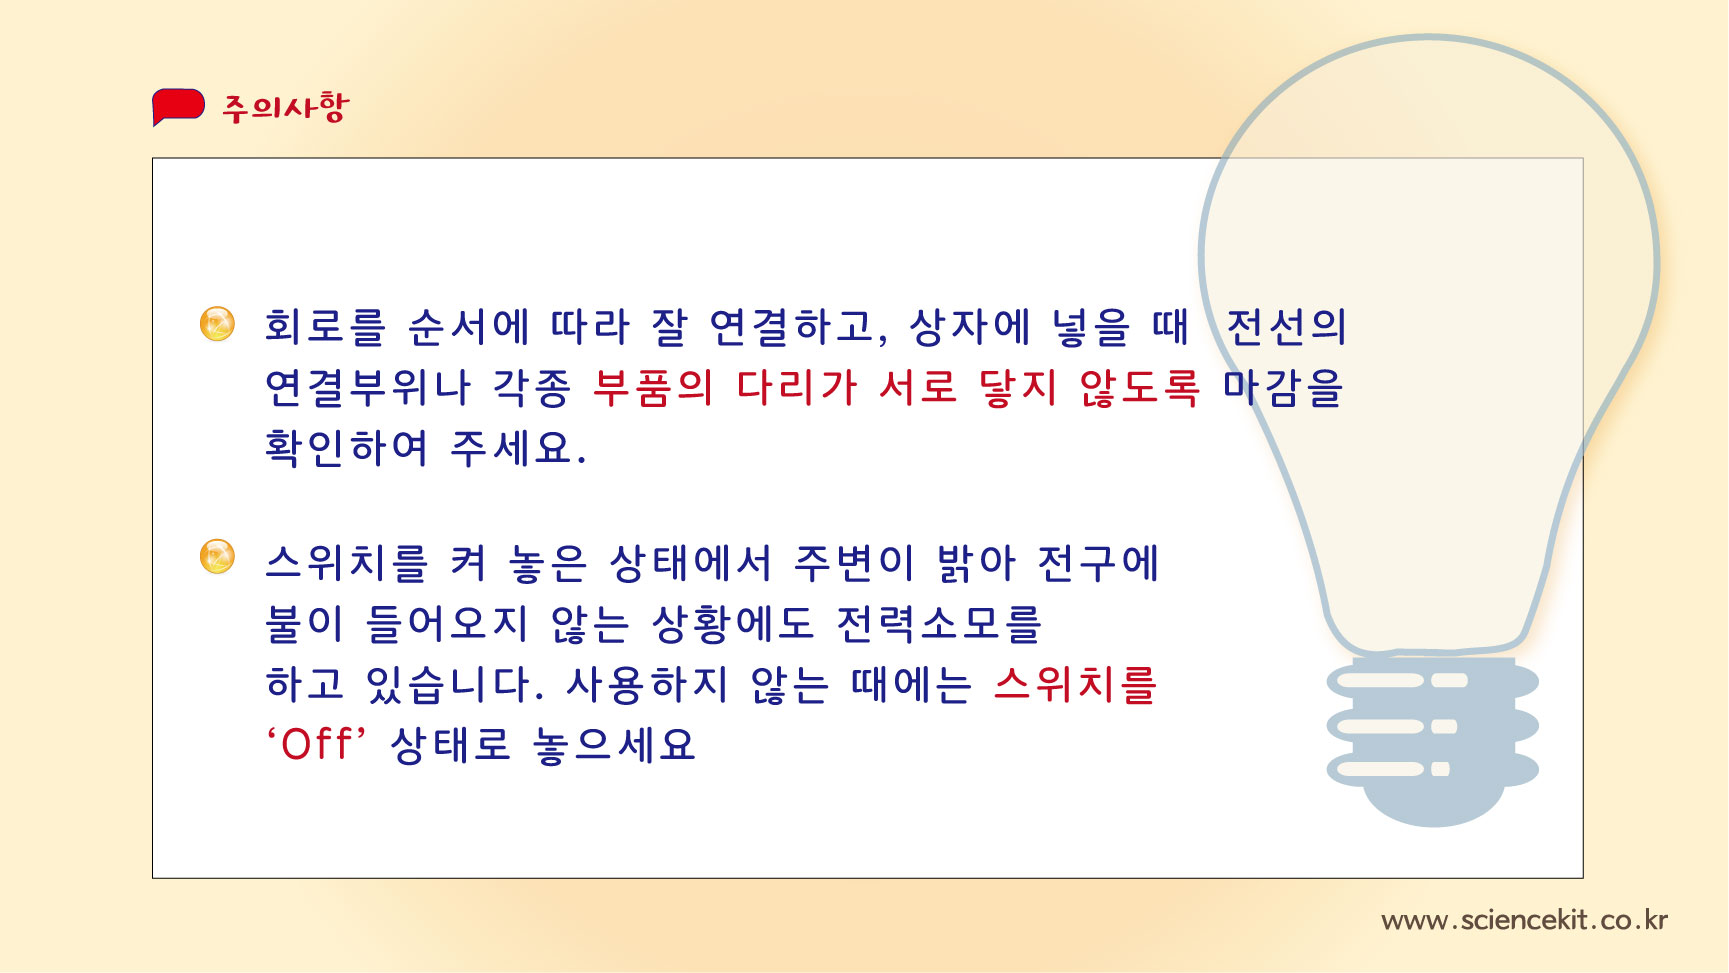 주의사항
회로를 순서에 따라 잘 연결하고, 상자에 넣을 때 전선의
연결부위나 각종 부품의 다리가 서로 닿지 않도록 마감을
확인하여 주세요.
스위치를 켜 놓은 상태에서 주변이 밝아 전구에
불이 들어오지 않는 상황에도 전력소모를
하고 있습니다. 사용하지 않는 때에는 스위치를
‘Off’ 상태로 놓으세요
www.sciencekit.co.kr